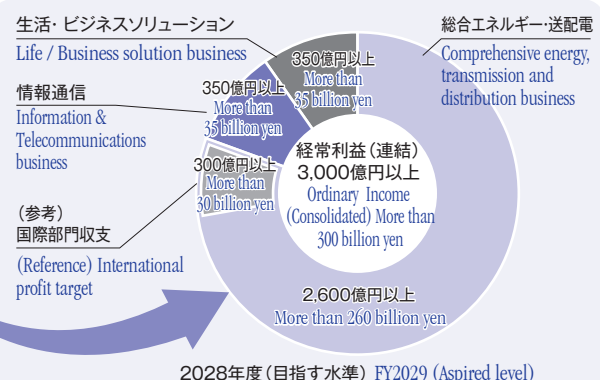 生活・ビジネスソリューション
Life / Business solution business
情報通信
Information &
Telecommunications
business
（参考）
国際部門収支
(Reference) International
profit target
総合エネルギー・送配電
Comprehensive energy,
transmission and
distribution business
350億円以上
More than
35 billion yen
350億円以上
More than
35 billion yen
300億円以上
More than
30 billion yen
経常利益（連結）
3,000億円以上
Ordinary Income
(Consolidated) More than
300 billion yen
2,600億円以上
More than 260 billion yen
2028年度（目指す水準） FY2029 (Aspired level)